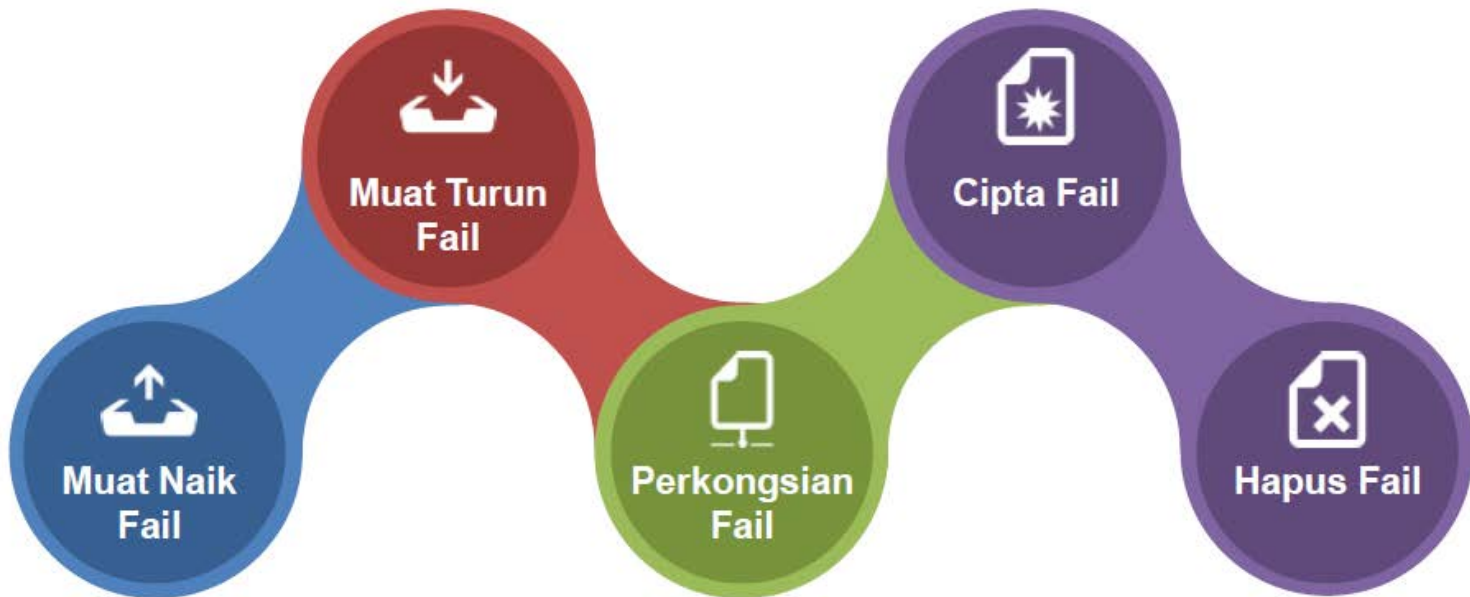 Muat Naik
Fail
Muat Turun
Fail
Perkongsian
Fail
Cipta Fail
Hapus Fail